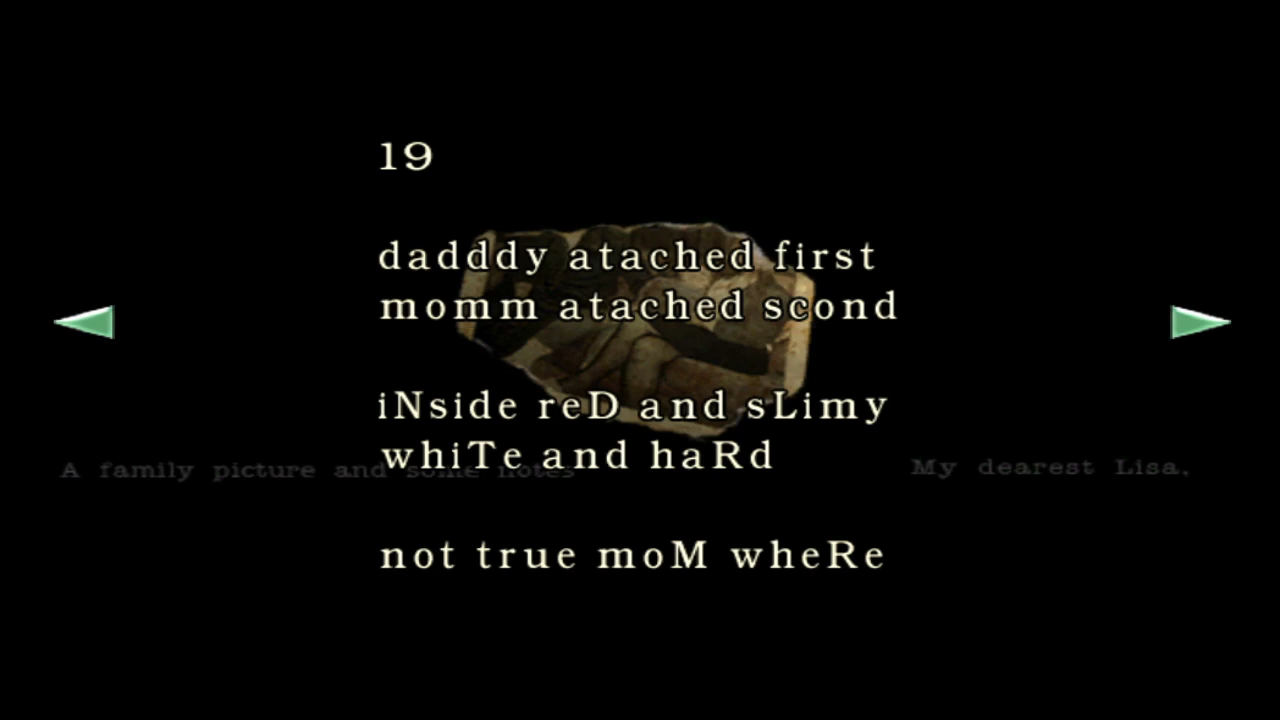 19
dadddy atached first
momm atached scond
iNside reD and sLimy
whiTe and haRd
A family picture and some notes
My dearest Lisa,
not true moM wheRe